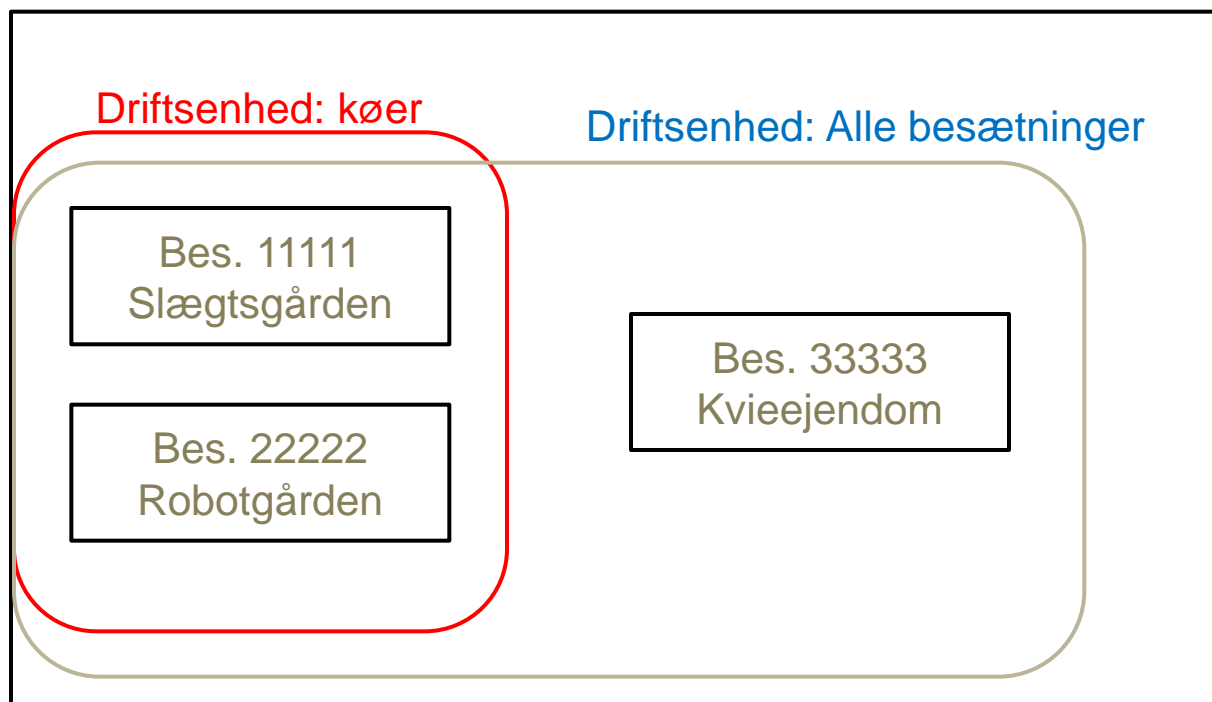 Driftsenhed: køer
Driftsenhed: Alle besætninger
Bes. 11111
Slægtsgården
Bes. 22222
Robotgården
Bes. 33333
Kvieejendom